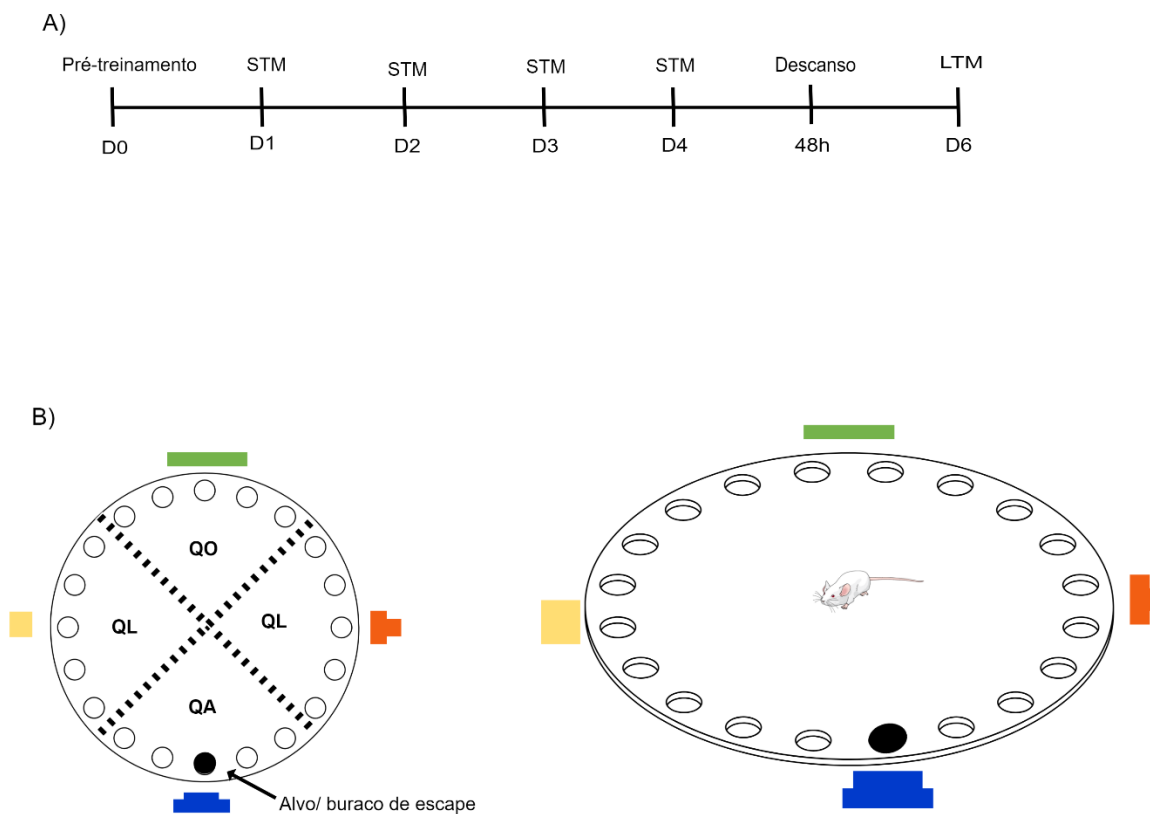 A)
Pré-treinamento STM STM STM STM Descanso LTM
D0 D1 D2 D3 D4 48h D6
B)
QO
QL QL
QA
Alvo/ buraco de escape